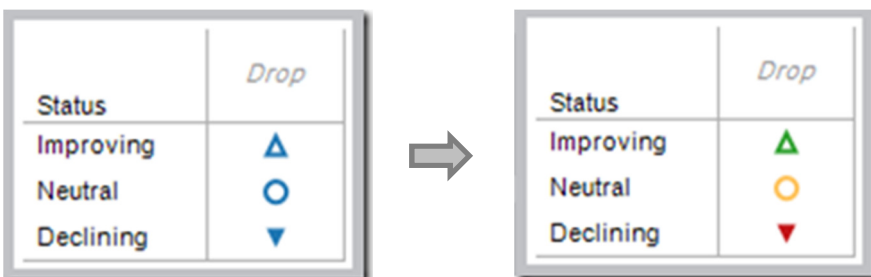 Drop
Status
Improving
Neutral
Declining
Drop
Status
Improving
Neutral
Declining